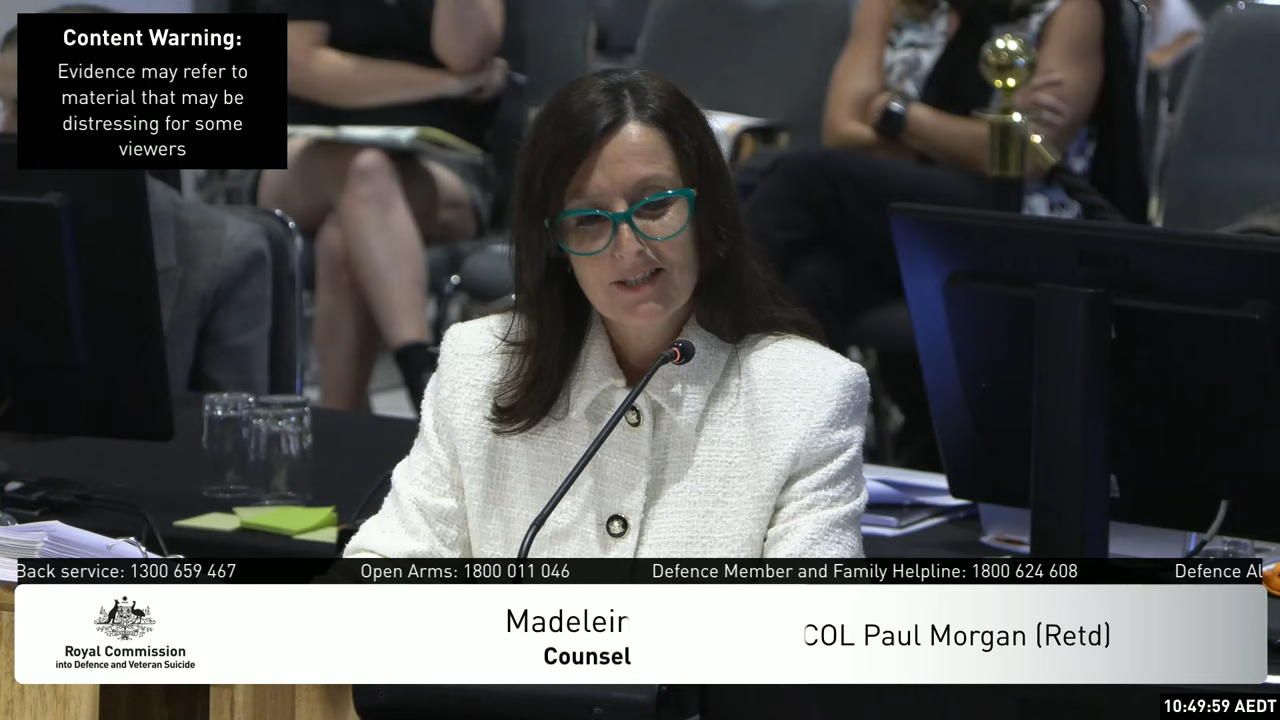 Content Warning:
Evidence may refer to
material that may be
distressing for some
viewers
Back service: 1300 659 467 Open Arms: 1800 011 046 Defence Member and Family Helpline: 1800 624 608 Defence Al
Royal Commission
into Defence and Veteran Suicide
Madeleir
Counsel
COL Paul Morgan (Retd)
10:49:59 AEDT